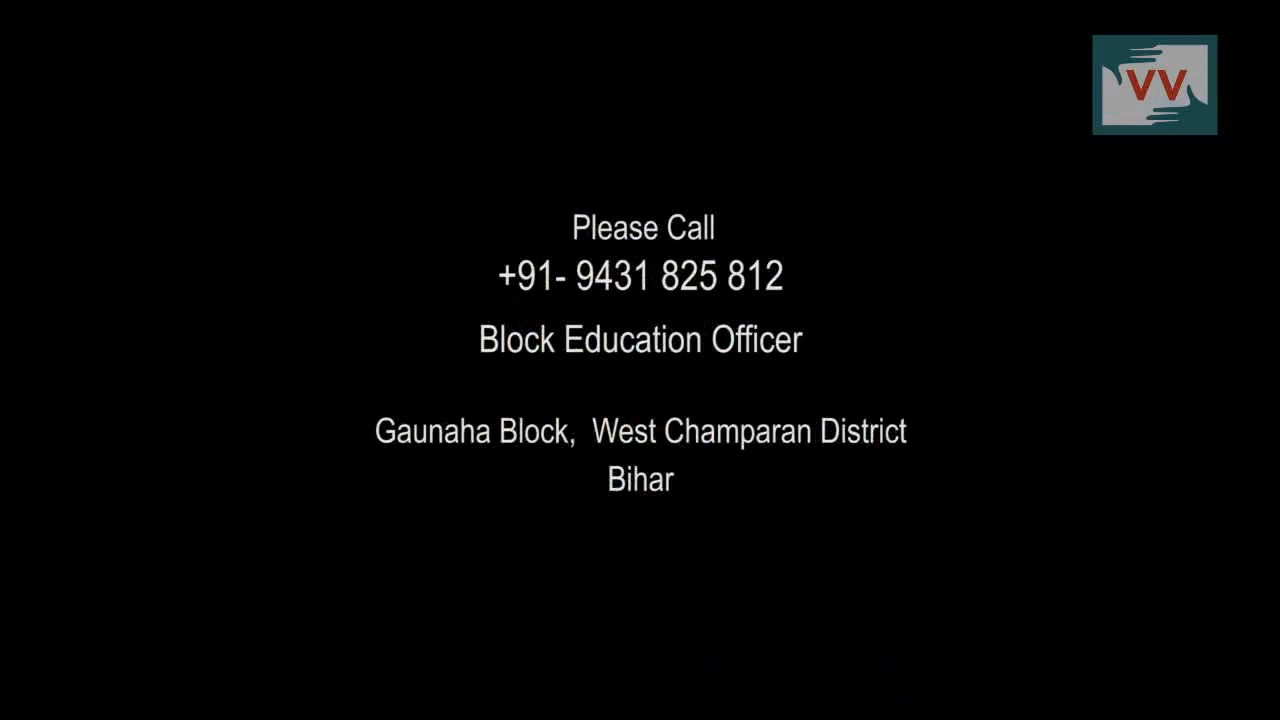 VV
Please Call
+91- 9431 825 812
Block Education Officer
Gaunaha Block, West Champaran District
Bihar